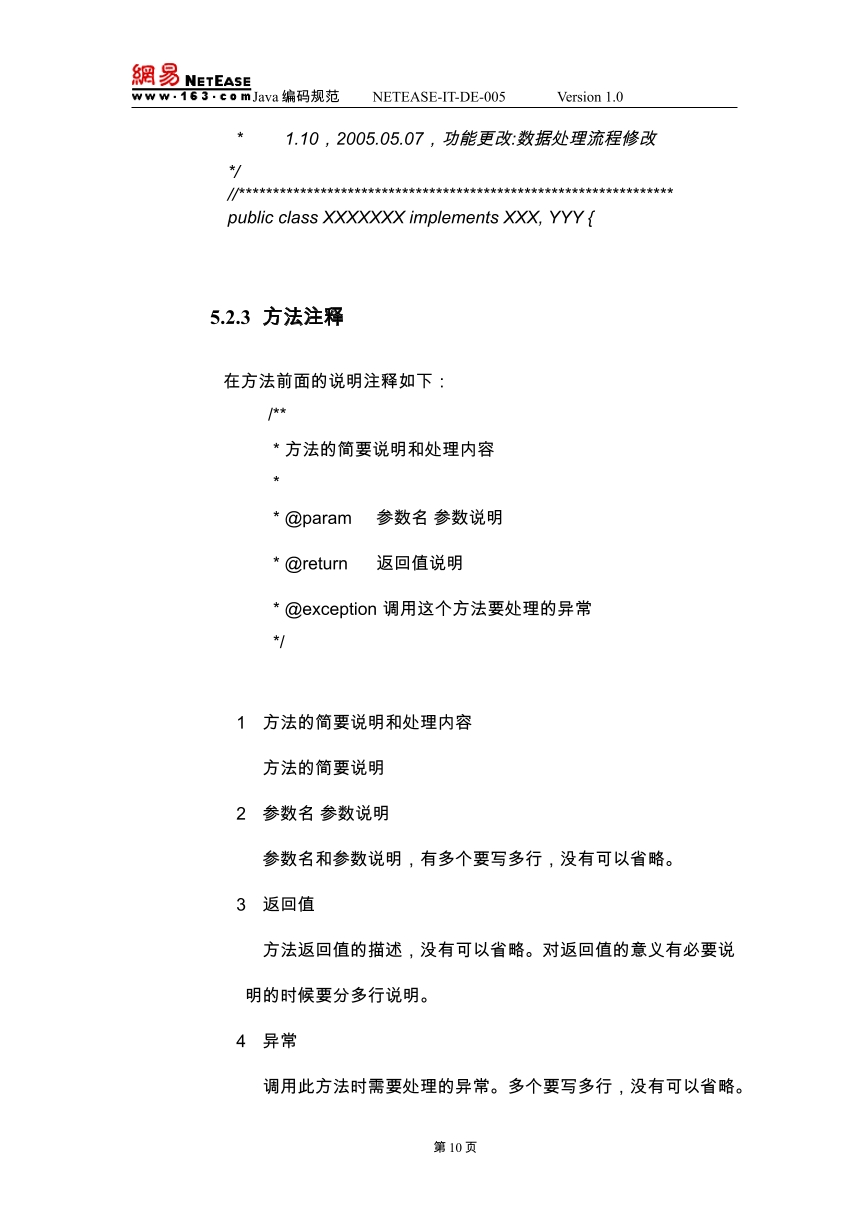 網易 NETEASE
www.163.com Java 编码规范 NETEASE-IT-DE-005 Version 1.0
* 1.10，2005.05.07，功能更改:数据处理流程修改
*/
//****************************************************************
public class XXXXXXX implements XXX, YYY {
5.2.3 方法注释
在方法前面的说明注释如下：
/**
* 方法的简要说明和处理内容
*
* @param 参数名 参数说明
* @return 返回值说明
* @exception 调用这个方法要处理的异常
*/
1 方法的简要说明和处理内容
方法的简要说明
2 参数名 参数说明
参数名和参数说明，有多个要写多行，没有可以省略。
3 返回值
方法返回值的描述，没有可以省略。对返回值的意义有必要说
明的时候要分多行说明。
4 异常
调用此方法时需要处理的异常。多个要写多行，没有可以省略。
第 10 页